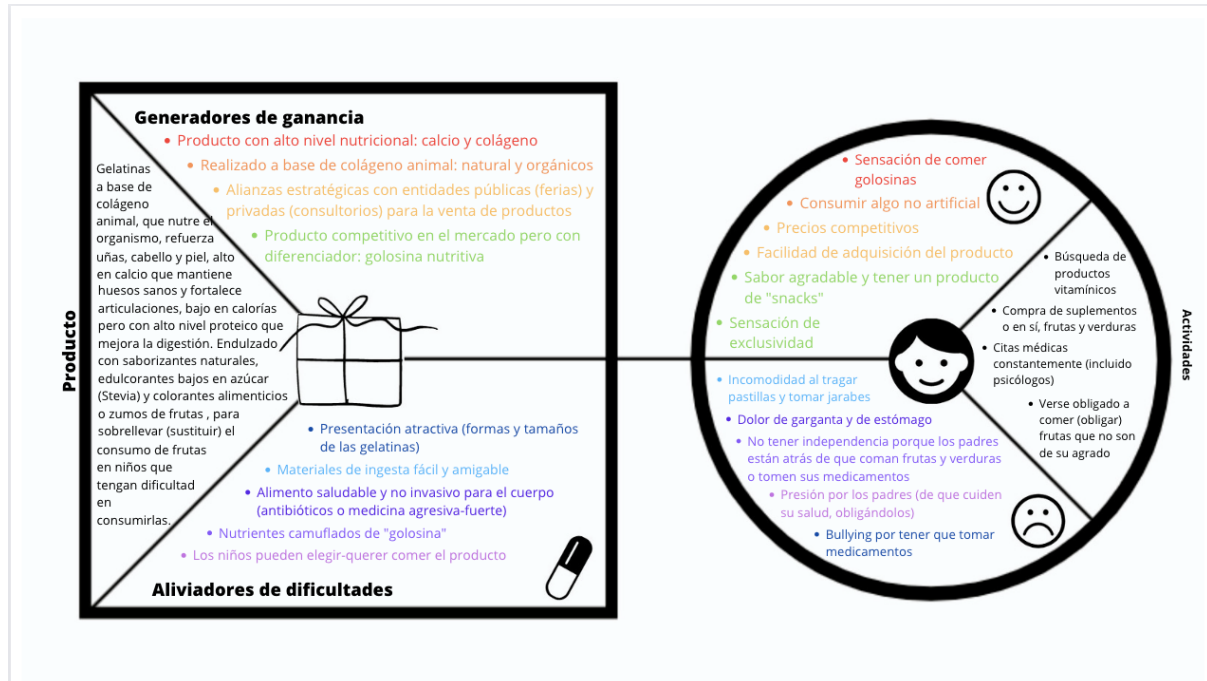 Generadores de ganancia
• Producto con alto nivel nutricional: calcio y colágeno
• Realizado a base de colágeno animal: natural y orgánicos
• Alianzas estratégicas con entidades públicas (ferias) y
privadas (consultorios) para la venta de productos
• Producto competitivo en el mercado pero con
diferenciador: golosina nutritiva
Producto
Gelatinas
a base de
colágeno
animal, que nutre el
organismo, refuerza
uñas, cabello y piel, alto
en calcio que mantiene
huesos sanos y fortalece
articulaciones, bajo en calorías
pero con alto nivel proteico que
mejora la digestión. Endulzado
con saborizantes naturales,
edulcorantes bajos en azúcar
(Stevia) y colorantes alimenticios
o zumos de frutas , para
sobrellevar (sustituir) el
consumo de frutas
en niños que
tengan dificultad
en
consumirlas.
• Presentación atractiva (formas y tamaños
de las gelatinas)
• Materiales de ingesta fácil y amigable
• Alimento saludable y no invasivo para el cuerpo
(antibióticos o medicina agresiva-fuerte)
• Nutrientes camuflados de "golosina"
• Los niños pueden elegir-querer comer el producto
Aliviadores de dificultades
• Sensación de comer
golosinas
• Consumir algo no artificial
• Precios competitivos
• Facilidad de adquisición del producto
• Sabor agradable y tener un producto
de "snacks"
• Sensación de
exclusividad
• Búsqueda de
productos
vitamínicos
• Compra de suplementos
o en sí, frutas y verduras
• Citas médicas
constantemente (incluido
psicólogos)
• Verse obligado a
comer (obligar)
frutas que no son
de su agrado
Actividades
• Incomodidad al tragar
pastillas y tomar jarabes
• Dolor de garganta y de estómago
• No tener independencia porque los padres
están atrás de que coman frutas y verduras
o tomen sus medicamentos
• Presión por los padres (de que cuiden
su salud, obligándolos)
• Bullying por tener que tomar
medicamentos